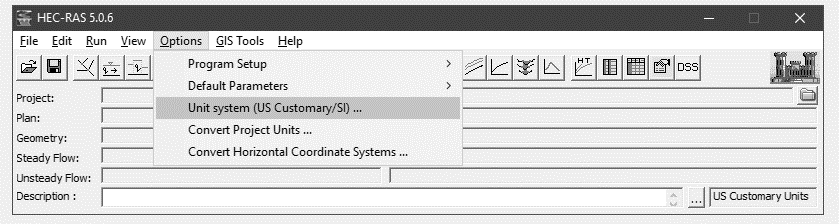 HEC-RAS 5.0.6
File Edit Run View Options GIS Tools Help
Program Setup
Default Parameters
Unit system (US Customary/SI) ...
Convert Project Units ...
Convert Horizontal Coordinate Systems ...
HT
DSS
Project:
Plan:
Geometry:
Steady Flow:
Unsteady Flow:
Description :
...
US Customary Units